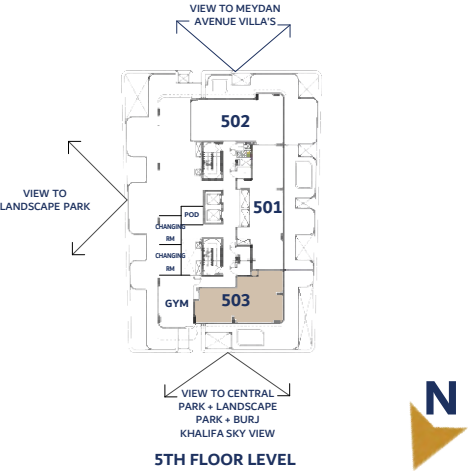 VIEW TO MEYDAN
AVENUE VILLA'S
502
VIEW TO
LANDSCAPE PARK
501
POD
CHANGING
RM
CHANGING
RM
GYM
503
VIEW TO CENTRAL
PARK + LANDSCAPE
PARK + BURJ
KHALIFA SKY VIEW
5TH FLOOR LEVEL
N